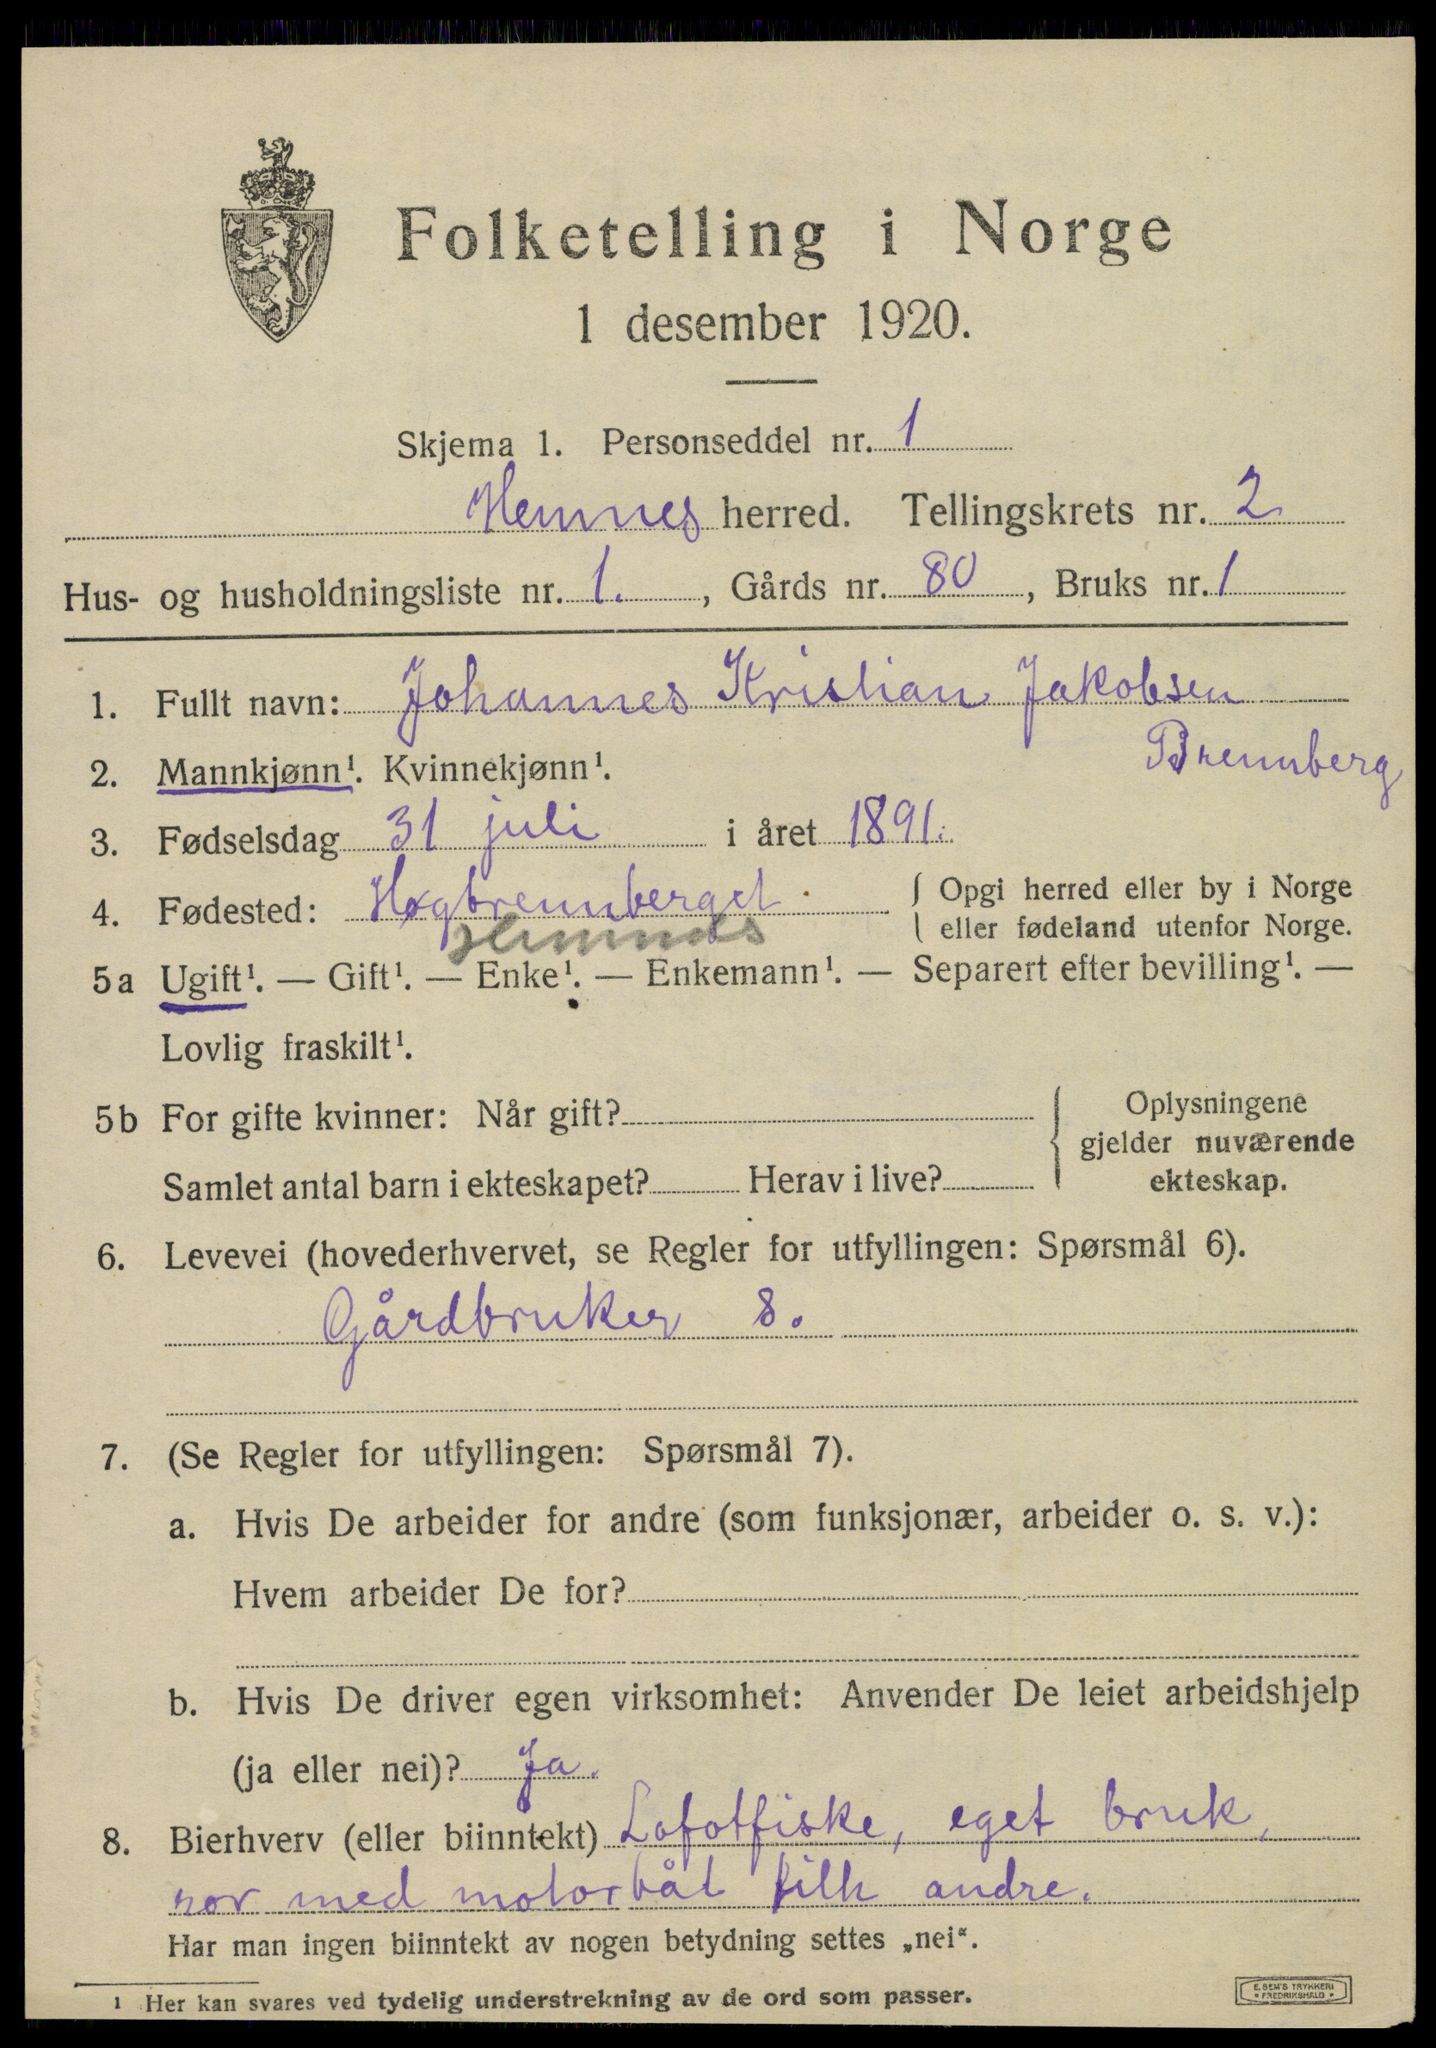 Folketelling i Norge
1 desember 1920.
Skjema 1. Personseddel nr. 1
Hemnes herred. Tellingskrets nr. 2
Hus- og husholdningsliste nr. 1., Gårds nr. 80, Bruks nr. 1
1. Fullt navn: Johannes Kristian Jakobsen
Brennberg
2. Mannkjønn¹. Kvinnekjønn¹.
3. Fødselsdag 31 juli i året 1891.
4. Fødested: Høgbrennberget { Opgi herred eller by i Norge
eller fødeland utenfor Norge.
Hemnes
5a Ugift¹. — Gift¹. — Enke¹. — Enkemann¹. — Separert efter bevilling¹. —
Lovlig fraskilt¹.
5b For gifte kvinner: Når gift? { Oplysningene
gjelder nuværende
Samlet antal barn i ekteskapet? Herav i live? ekteskap.
6. Levevei (hovederhvervet, se Regler for utfyllingen: Spørsmål 6).
Gårdbruker s.
7. (Se Regler for utfyllingen: Spørsmål 7).
a. Hvis De arbeider for andre (som funksjonær, arbeider o. s. v.):
Hvem arbeider De for?
b. Hvis De driver egen virksomhet: Anvender De leiet arbeidshjelp
(ja eller nei)? Ja.
8. Bierhverv (eller biinntekt) Lofotfiske, eget bruk,
ror med motorbåt andre.
Har man ingen biinntekt av nogen betydning settes „nei“.
¹ Her kan svares ved tydelig understrekning av de ord som passer.
E. SEM'S TRYKKERI
• FREDRIKSHALD •